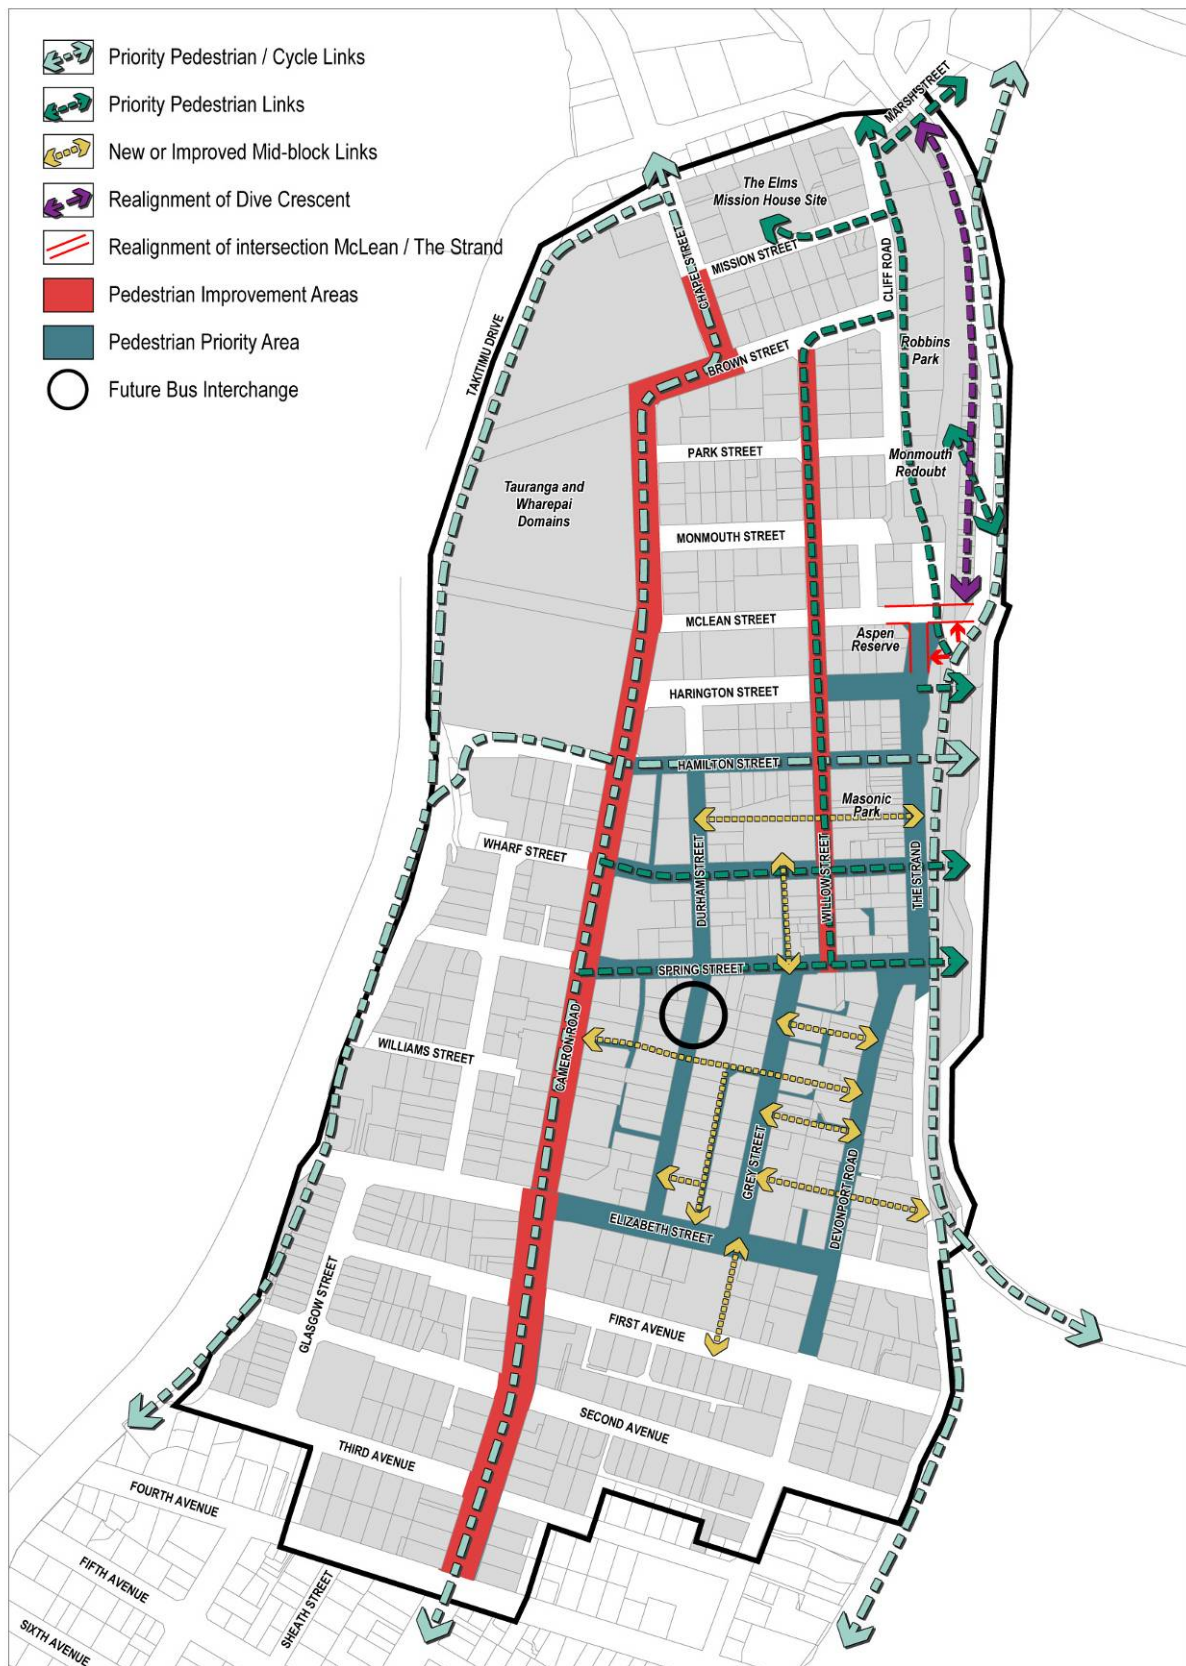 Priority Pedestrian / Cycle Links
Priority Pedestrian Links
New or Improved Mid-block Links
Realignment of Dive Crescent
Realignment of intersection McLean / The Strand
Pedestrian Improvement Areas
Pedestrian Priority Area
Future Bus Interchange
MARSH STREET
The Elms
Mission House Site
CHAPEL STREET
MISSION STREET
CLIFF ROAD
TAKITIMU DRIVE
BROWN STREET
Robbins
Park
PARK STREET
Monmouth
Redoubt
Tauranga and
Wharepai
Domains
MONMOUTH STREET
MCLEAN STREET
Aspen
Reserve
HARINGTON STREET
HAMILTON STREET
Masonic
Park
WHARF STREET
DURHAM STREET
WILLOW STREET
THE STRAND
SPRING STREET
CAMERON ROAD
WILLIAMS STREET
GREY STREET
DEVONPORT ROAD
ELIZABETH STREET
GLASGOW STREET
FIRST AVENUE
SECOND AVENUE
THIRD AVENUE
FOURTH AVENUE
FIFTH AVENUE
SHEATH STREET
SIXTH AVENUE